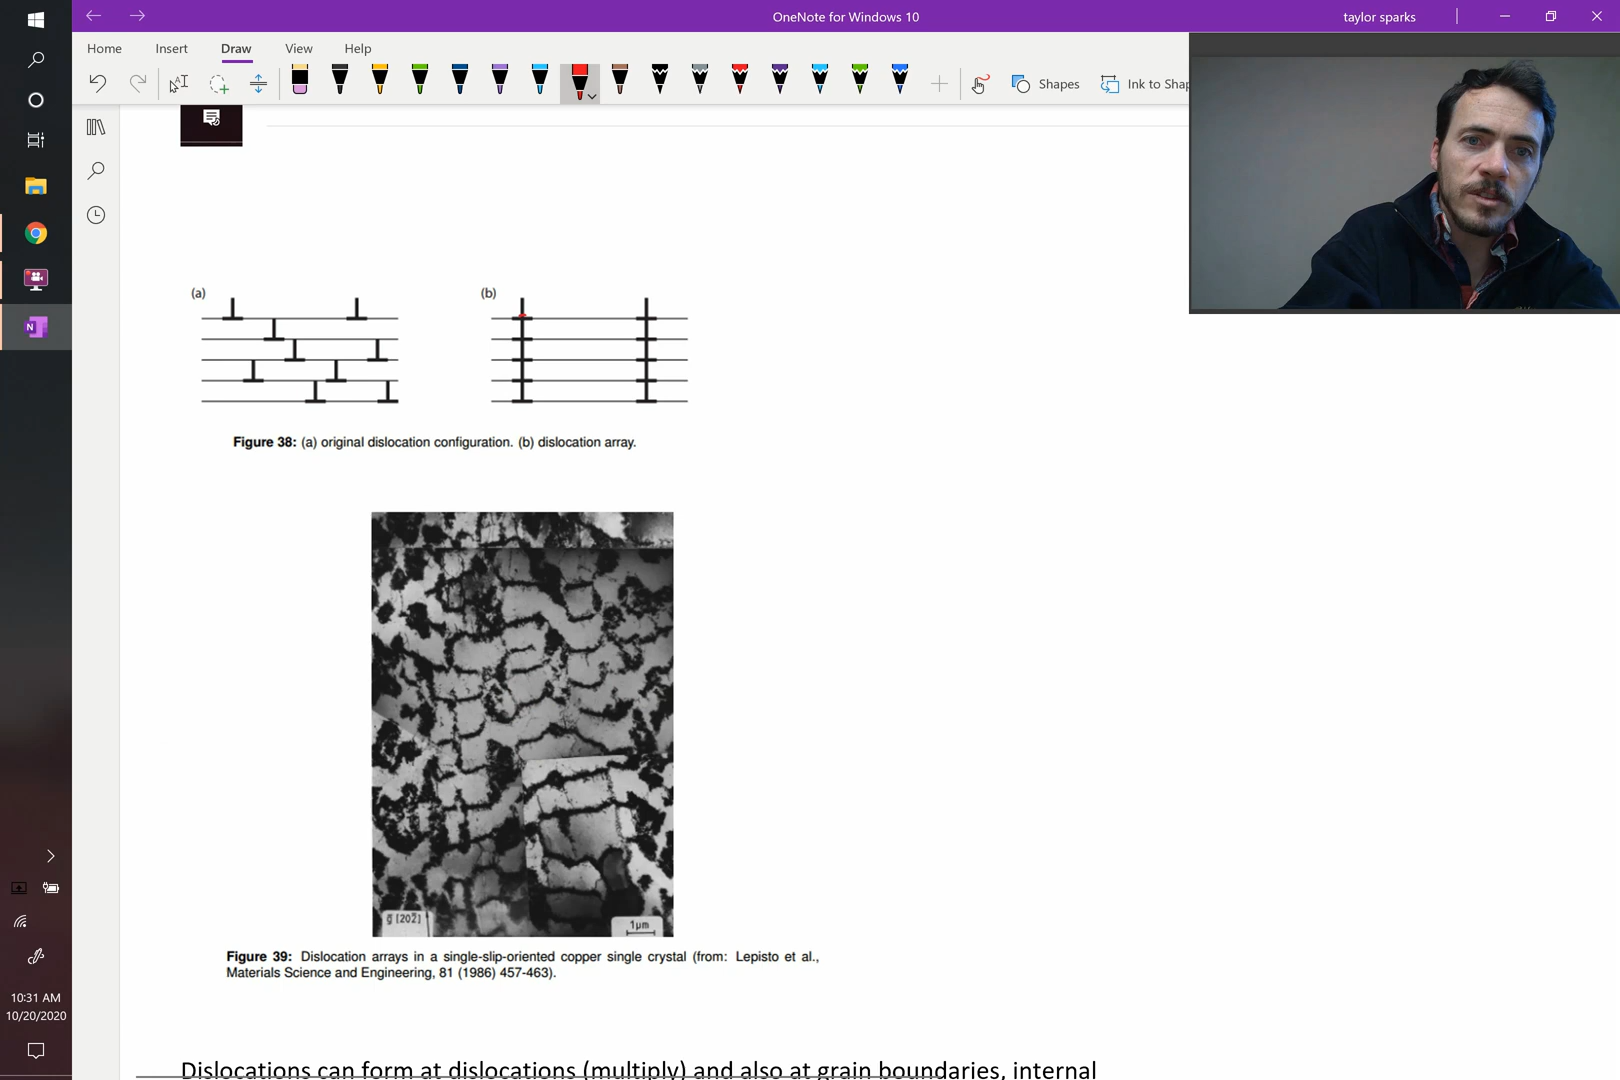 OneNote for Windows 10
taylor sparks
Home Insert Draw View Help
Shapes
Ink to Shap
(a) (b)
Figure 38: (a) original dislocation configuration. (b) dislocation array.
g [202̄]
1μm
Figure 39: Dislocation arrays in a single-slip-oriented copper single crystal (from: Lepisto et al.,
Materials Science and Engineering, 81 (1986) 457-463).
Dislocations can form at dislocations (multiply) and also at grain boundaries, internal
N
10:31 AM
10/20/2020